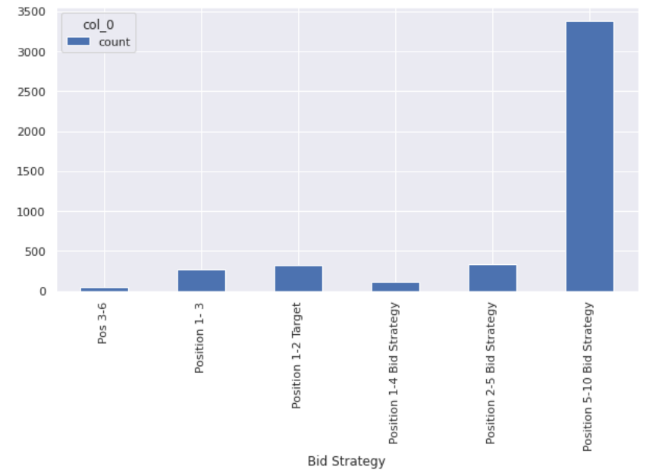 3500
3000
2500
2000
1500
1000
500
0
col_0
count
Pos 3-6
Position 1- 3
Position 1-2 Target
Position 1-4 Bid Strategy
Position 2-5 Bid Strategy
Position 5-10 Bid Strategy
Bid Strategy